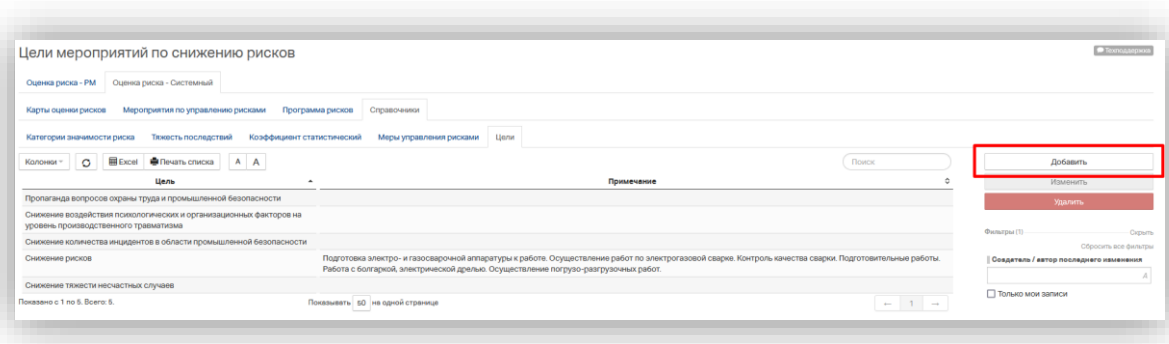 Цели мероприятий по снижению рисков
Техподдержка
Оценка риска - РМ Оценка риска - Системный
Карты оценки рисков Мероприятия по управлению рисками Программа рисков Справочники
Категории значимости риска Тяжесть последствий Коэффициент статистический Меры управления рисками Цели
Колонки Excel Печать списка A A Поиск
Добавить
Цель Примечание
Изменить
Пропаганда вопросов охраны труда и промышленной безопасности
Удалить
Снижение воздействия психологических и организационных факторов на
уровень производственного травматизма
Фильтры (1) Скрыть
Сбросить все фильтры
Снижение количества инцидентов в области промышленной безопасности
Снижение рисков
Подготовка электро- и газосварочной аппаратуры к работе. Осуществление работ по электрогазовой сварке. Контроль качества сварки. Подготовительные работы.
Работа с болгаркой, электрической дрелью. Осуществление погрузо-разгрузочных работ.
Создатель / автор последнего изменения
Снижение тяжести несчастных случаев
Только мои записи
Показано с 1 по 5. Всего: 5. Показывать 50 на одной странице ← 1 →